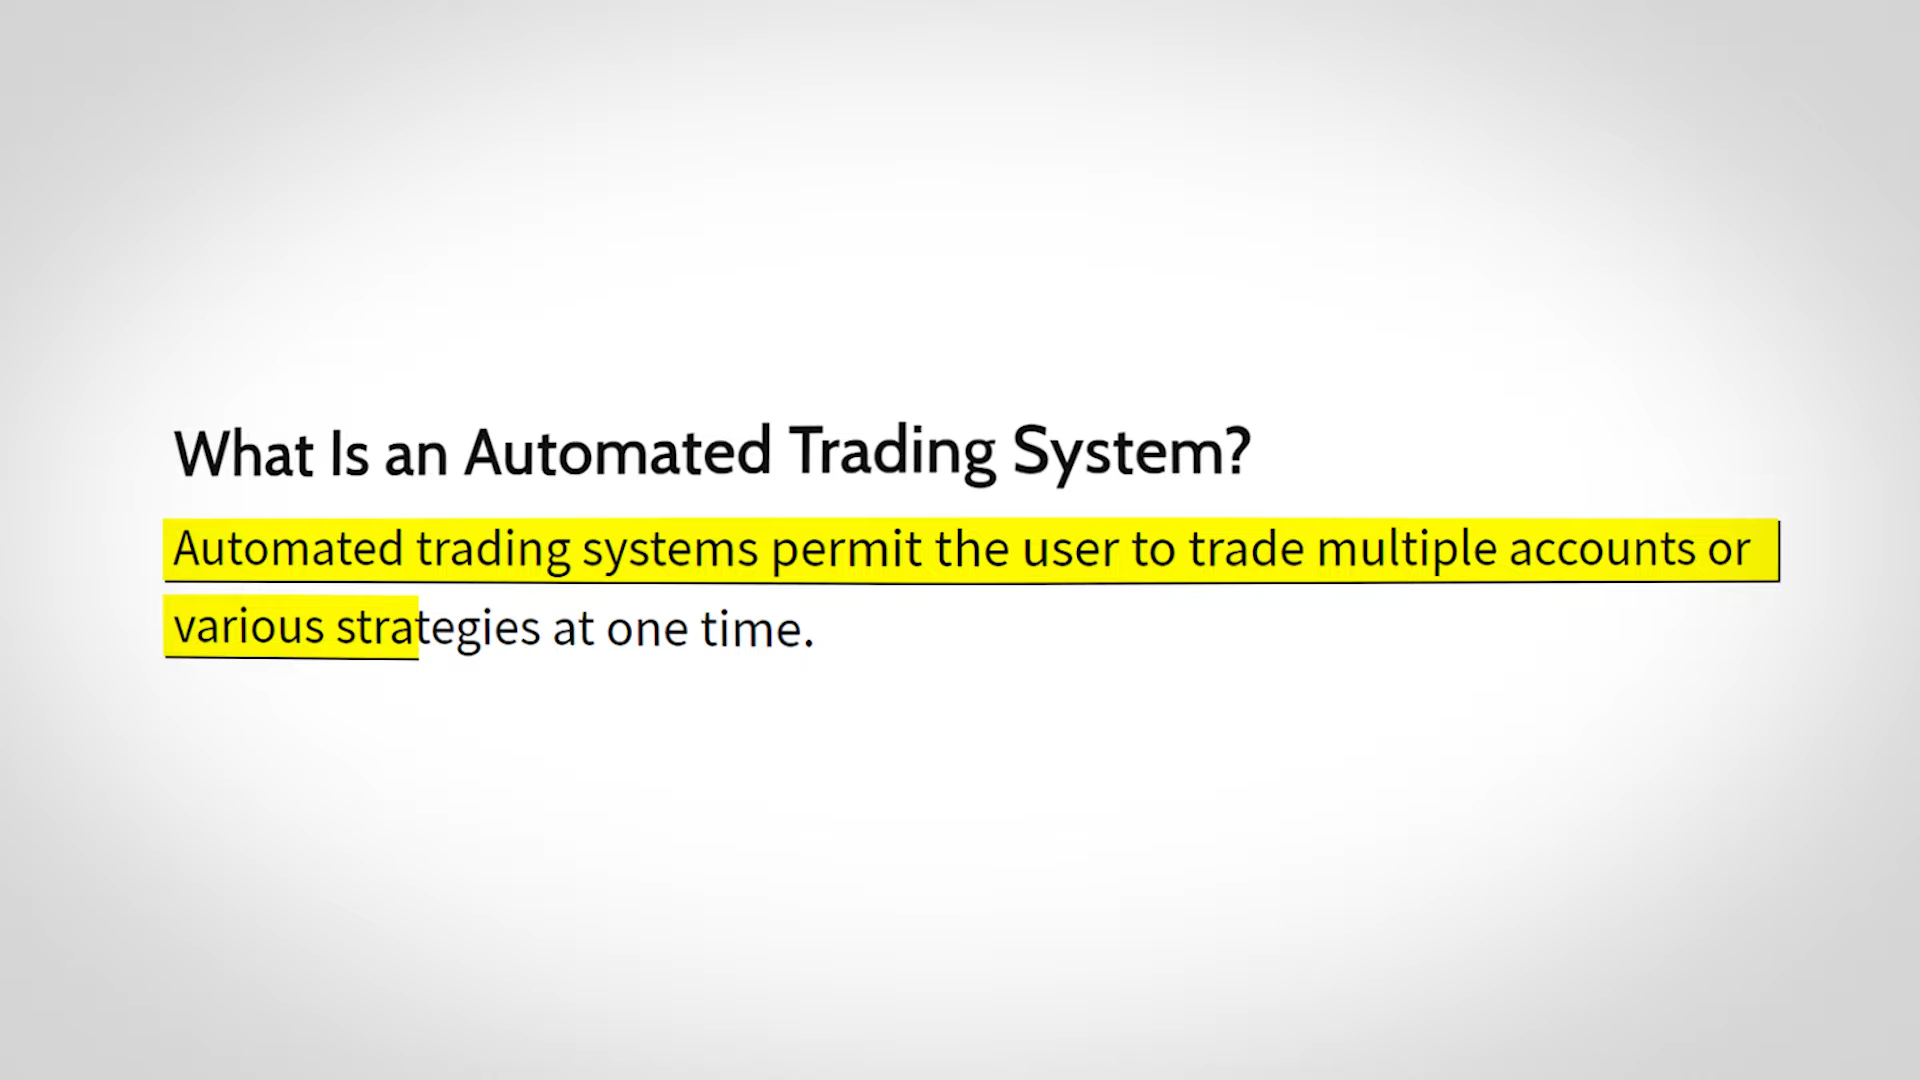 What Is an Automated Trading System?
Automated trading systems permit the user to trade multiple accounts or
various strategies at one time.